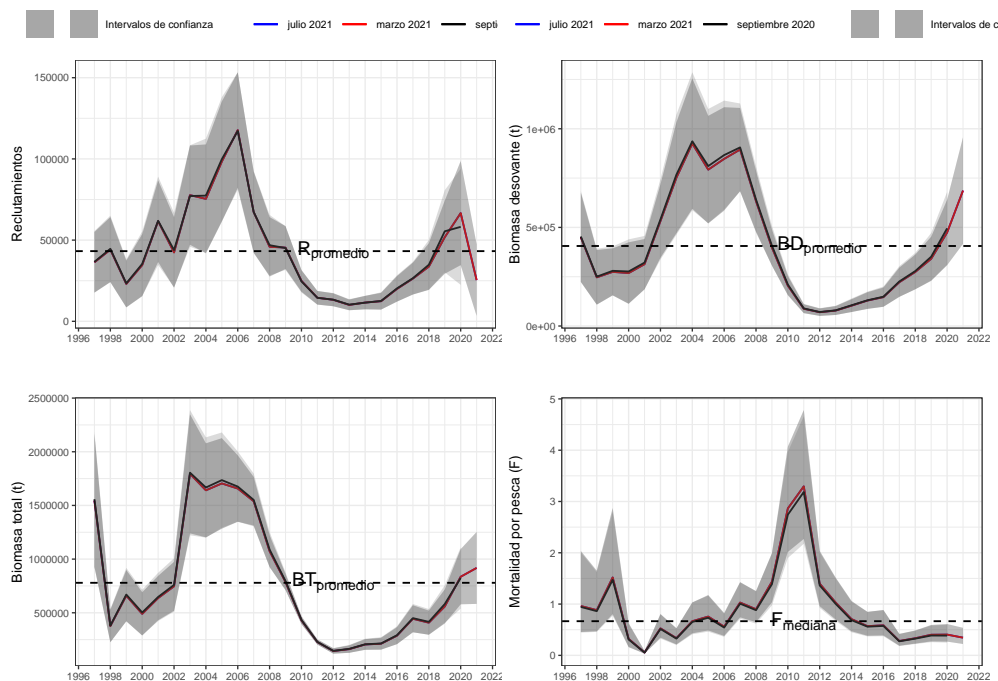 Intervalos de confianza julio 2021 marzo 2021 septi julio 2021 marzo 2021 septiembre 2020 Intervalos de c
Reclutamientos
150000
100000
50000
0
R promedio
1996 1998 2000 2002 2004 2006 2008 2010 2012 2014 2016 2018 2020 2022
Biomasa desovante (t)
1e+06
5e+05
0e+00
BD promedio
1996 1998 2000 2002 2004 2006 2008 2010 2012 2014 2016 2018 2020 2022
Biomasa total (t)
2500000
2000000
1500000
1000000
500000
BT promedio
1996 1998 2000 2002 2004 2006 2008 2010 2012 2014 2016 2018 2020 2022
Mortalidad por pesca (F)
5
4
3
2
1
0
F mediana
1996 1998 2000 2002 2004 2006 2008 2010 2012 2014 2016 2018 2020 2022